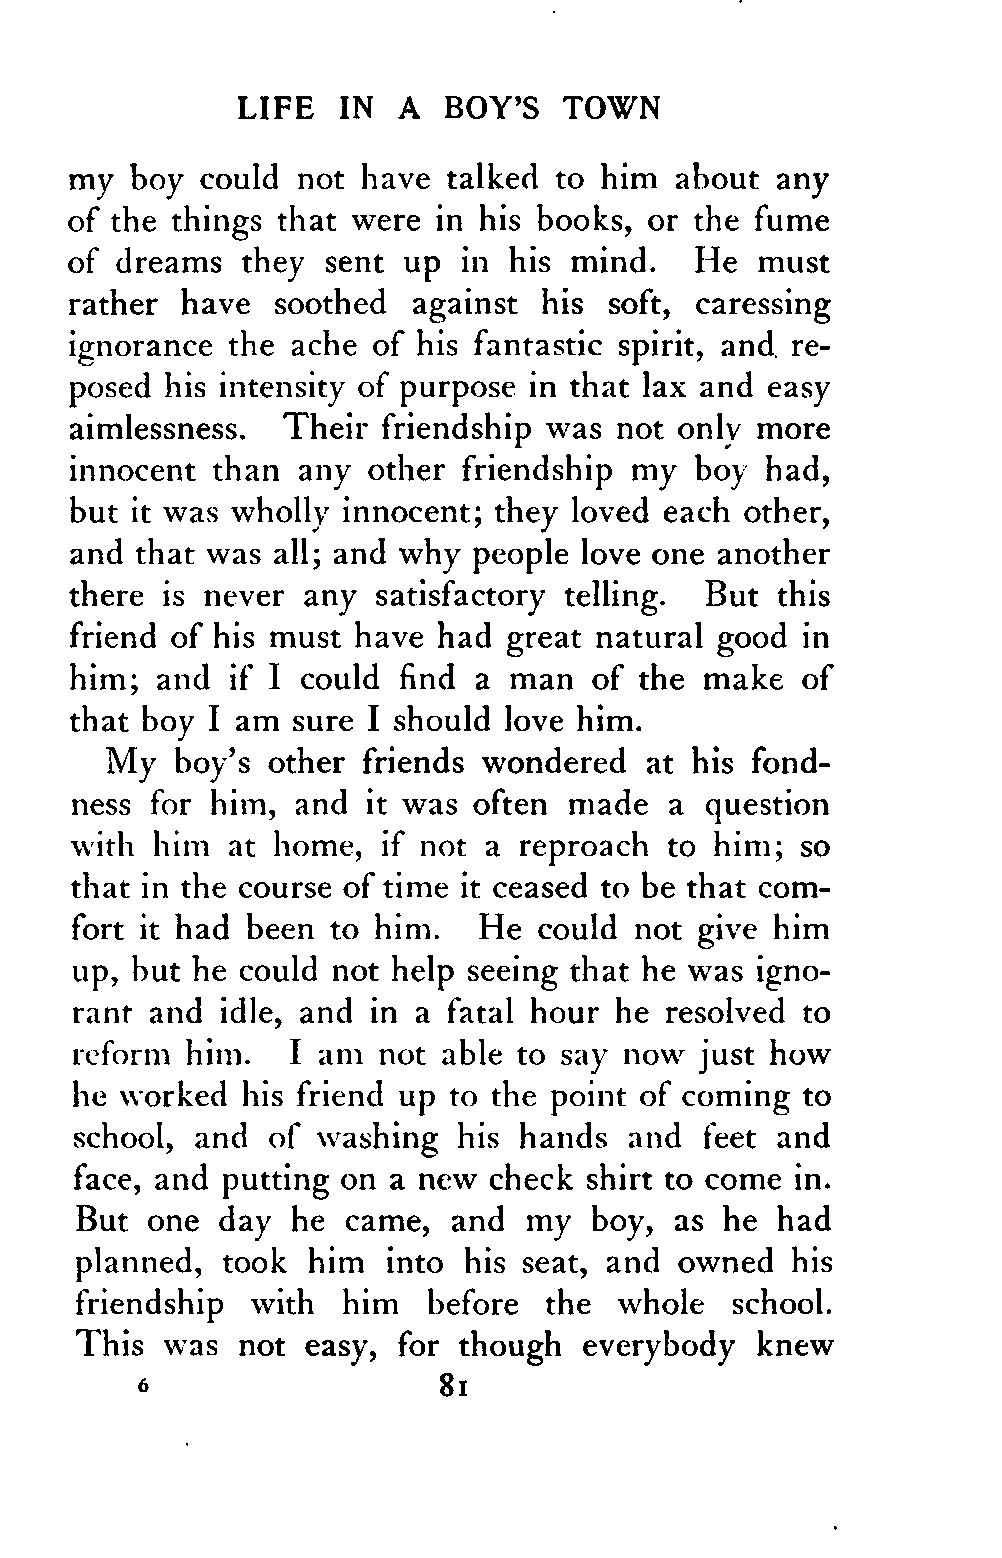 LIFE IN A BOY'S TOWN
my boy could not have talked to him about any
of the things that were in his books, or the fume
of dreams they sent up in his mind. He must
rather have soothed against his soft, caressing
ignorance the ache of his fantastic spirit, and re-
posed his intensity of purpose in that lax and easy
aimlessness. Their friendship was not only more
innocent than any other friendship my boy had,
but it was wholly innocent; they loved each other,
and that was all; and why people love one another
there is never any satisfactory telling. But this
friend of his must have had great natural good in
him; and if I could find a man of the make of
that boy I am sure I should love him.
My boy's other friends wondered at his fond-
ness for him, and it was often made a question
with him at home, if not a reproach to him; so
that in the course of time it ceased to be that com-
fort it had been to him. He could not give him
up, but he could not help seeing that he was igno-
rant and idle, and in a fatal hour he resolved to
reform him. I am not able to say now just how
he worked his friend up to the point of coming to
school, and of washing his hands and feet and
face, and putting on a new check shirt to come in.
But one day he came, and my boy, as he had
planned, took him into his seat, and owned his
friendship with him before the whole school.
This was not easy, for though everybody knew
6 81